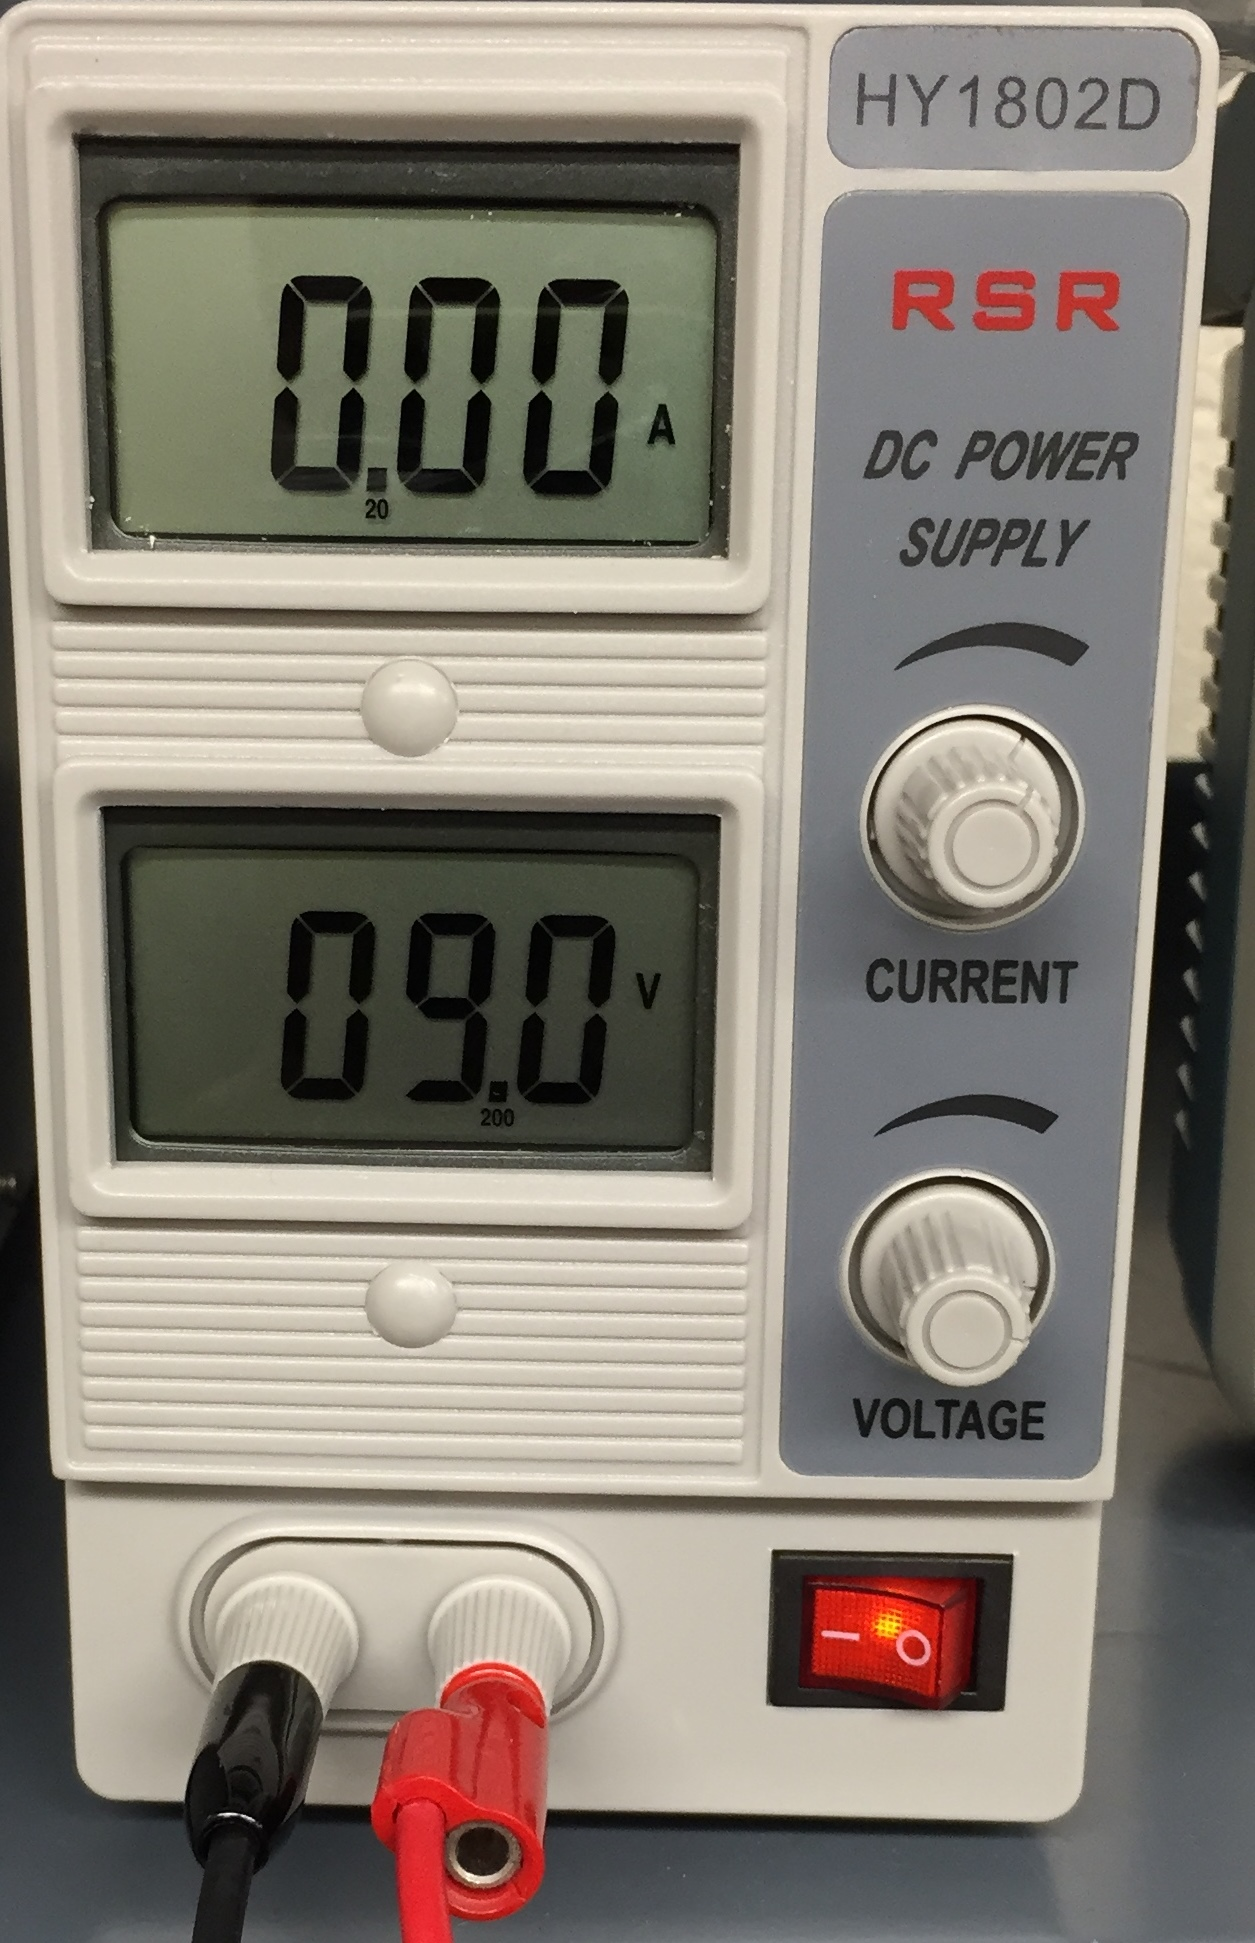 HY1802D
RSR
DC POWER
SUPPLY
0.00 A
20
CURRENT
09.0 V
200
VOLTAGE